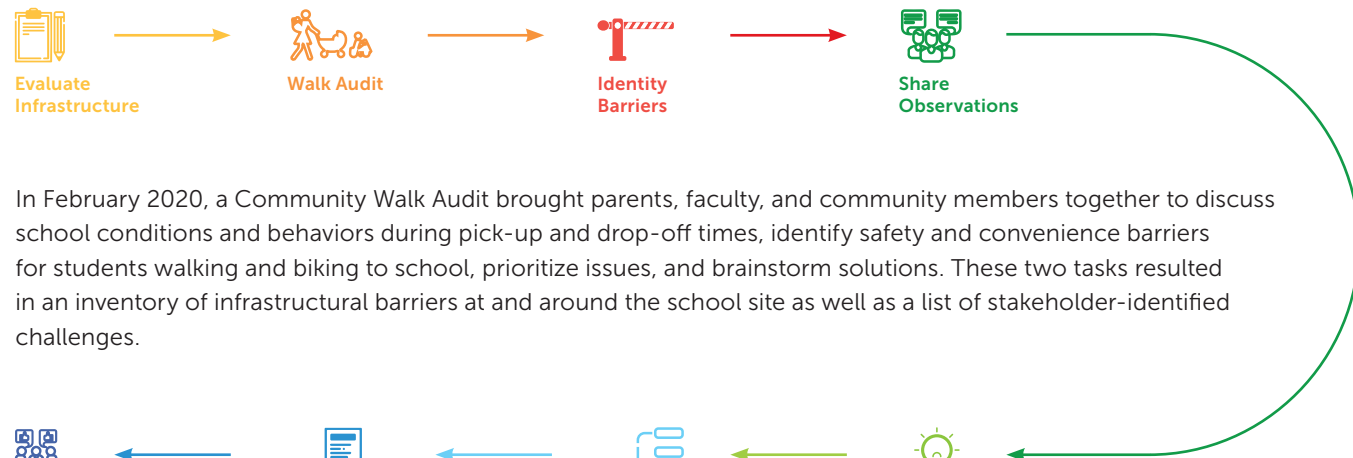 Evaluate
Infrastructure
Walk Audit
Identity
Barriers
Share
Observations
In February 2020, a Community Walk Audit brought parents, faculty, and community members together to discuss
school conditions and behaviors during pick-up and drop-off times, identify safety and convenience barriers
for students walking and biking to school, prioritize issues, and brainstorm solutions. These two tasks resulted
in an inventory of infrastructural barriers at and around the school site as well as a list of stakeholder-identified
challenges.